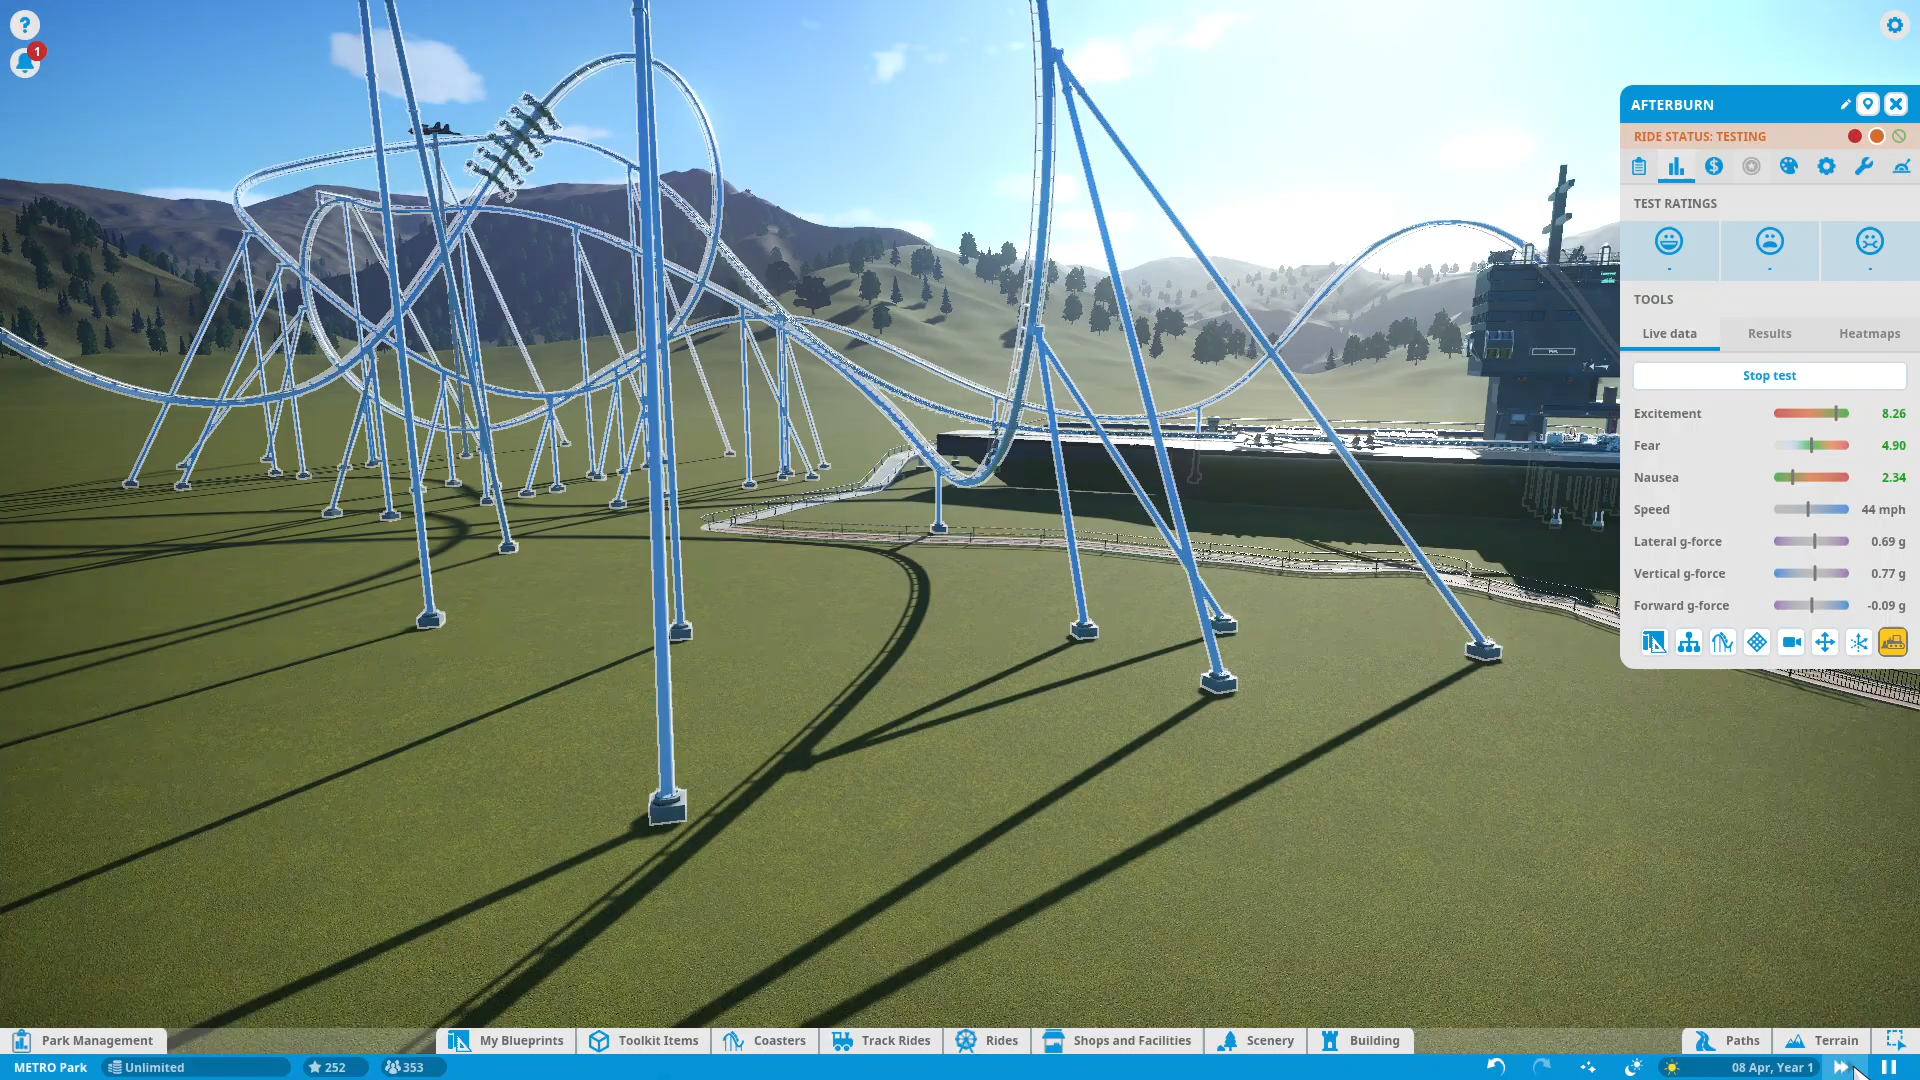 ?
1
AFTERBURN
RIDE STATUS: TESTING
TEST RATINGS
- - -
TOOLS
Live data Results Heatmaps
Stop test
Excitement 8.26
Fear 4.90
Nausea 2.34
Speed 44 mph
Lateral g-force 0.69 g
Vertical g-force 0.77 g
Forward g-force -0.09 g
Park Management My Blueprints Toolkit Items Coasters Track Rides Rides Shops and Facilities Scenery Building Paths Terrain
METRO Park Unlimited 252 353 08 Apr, Year 1